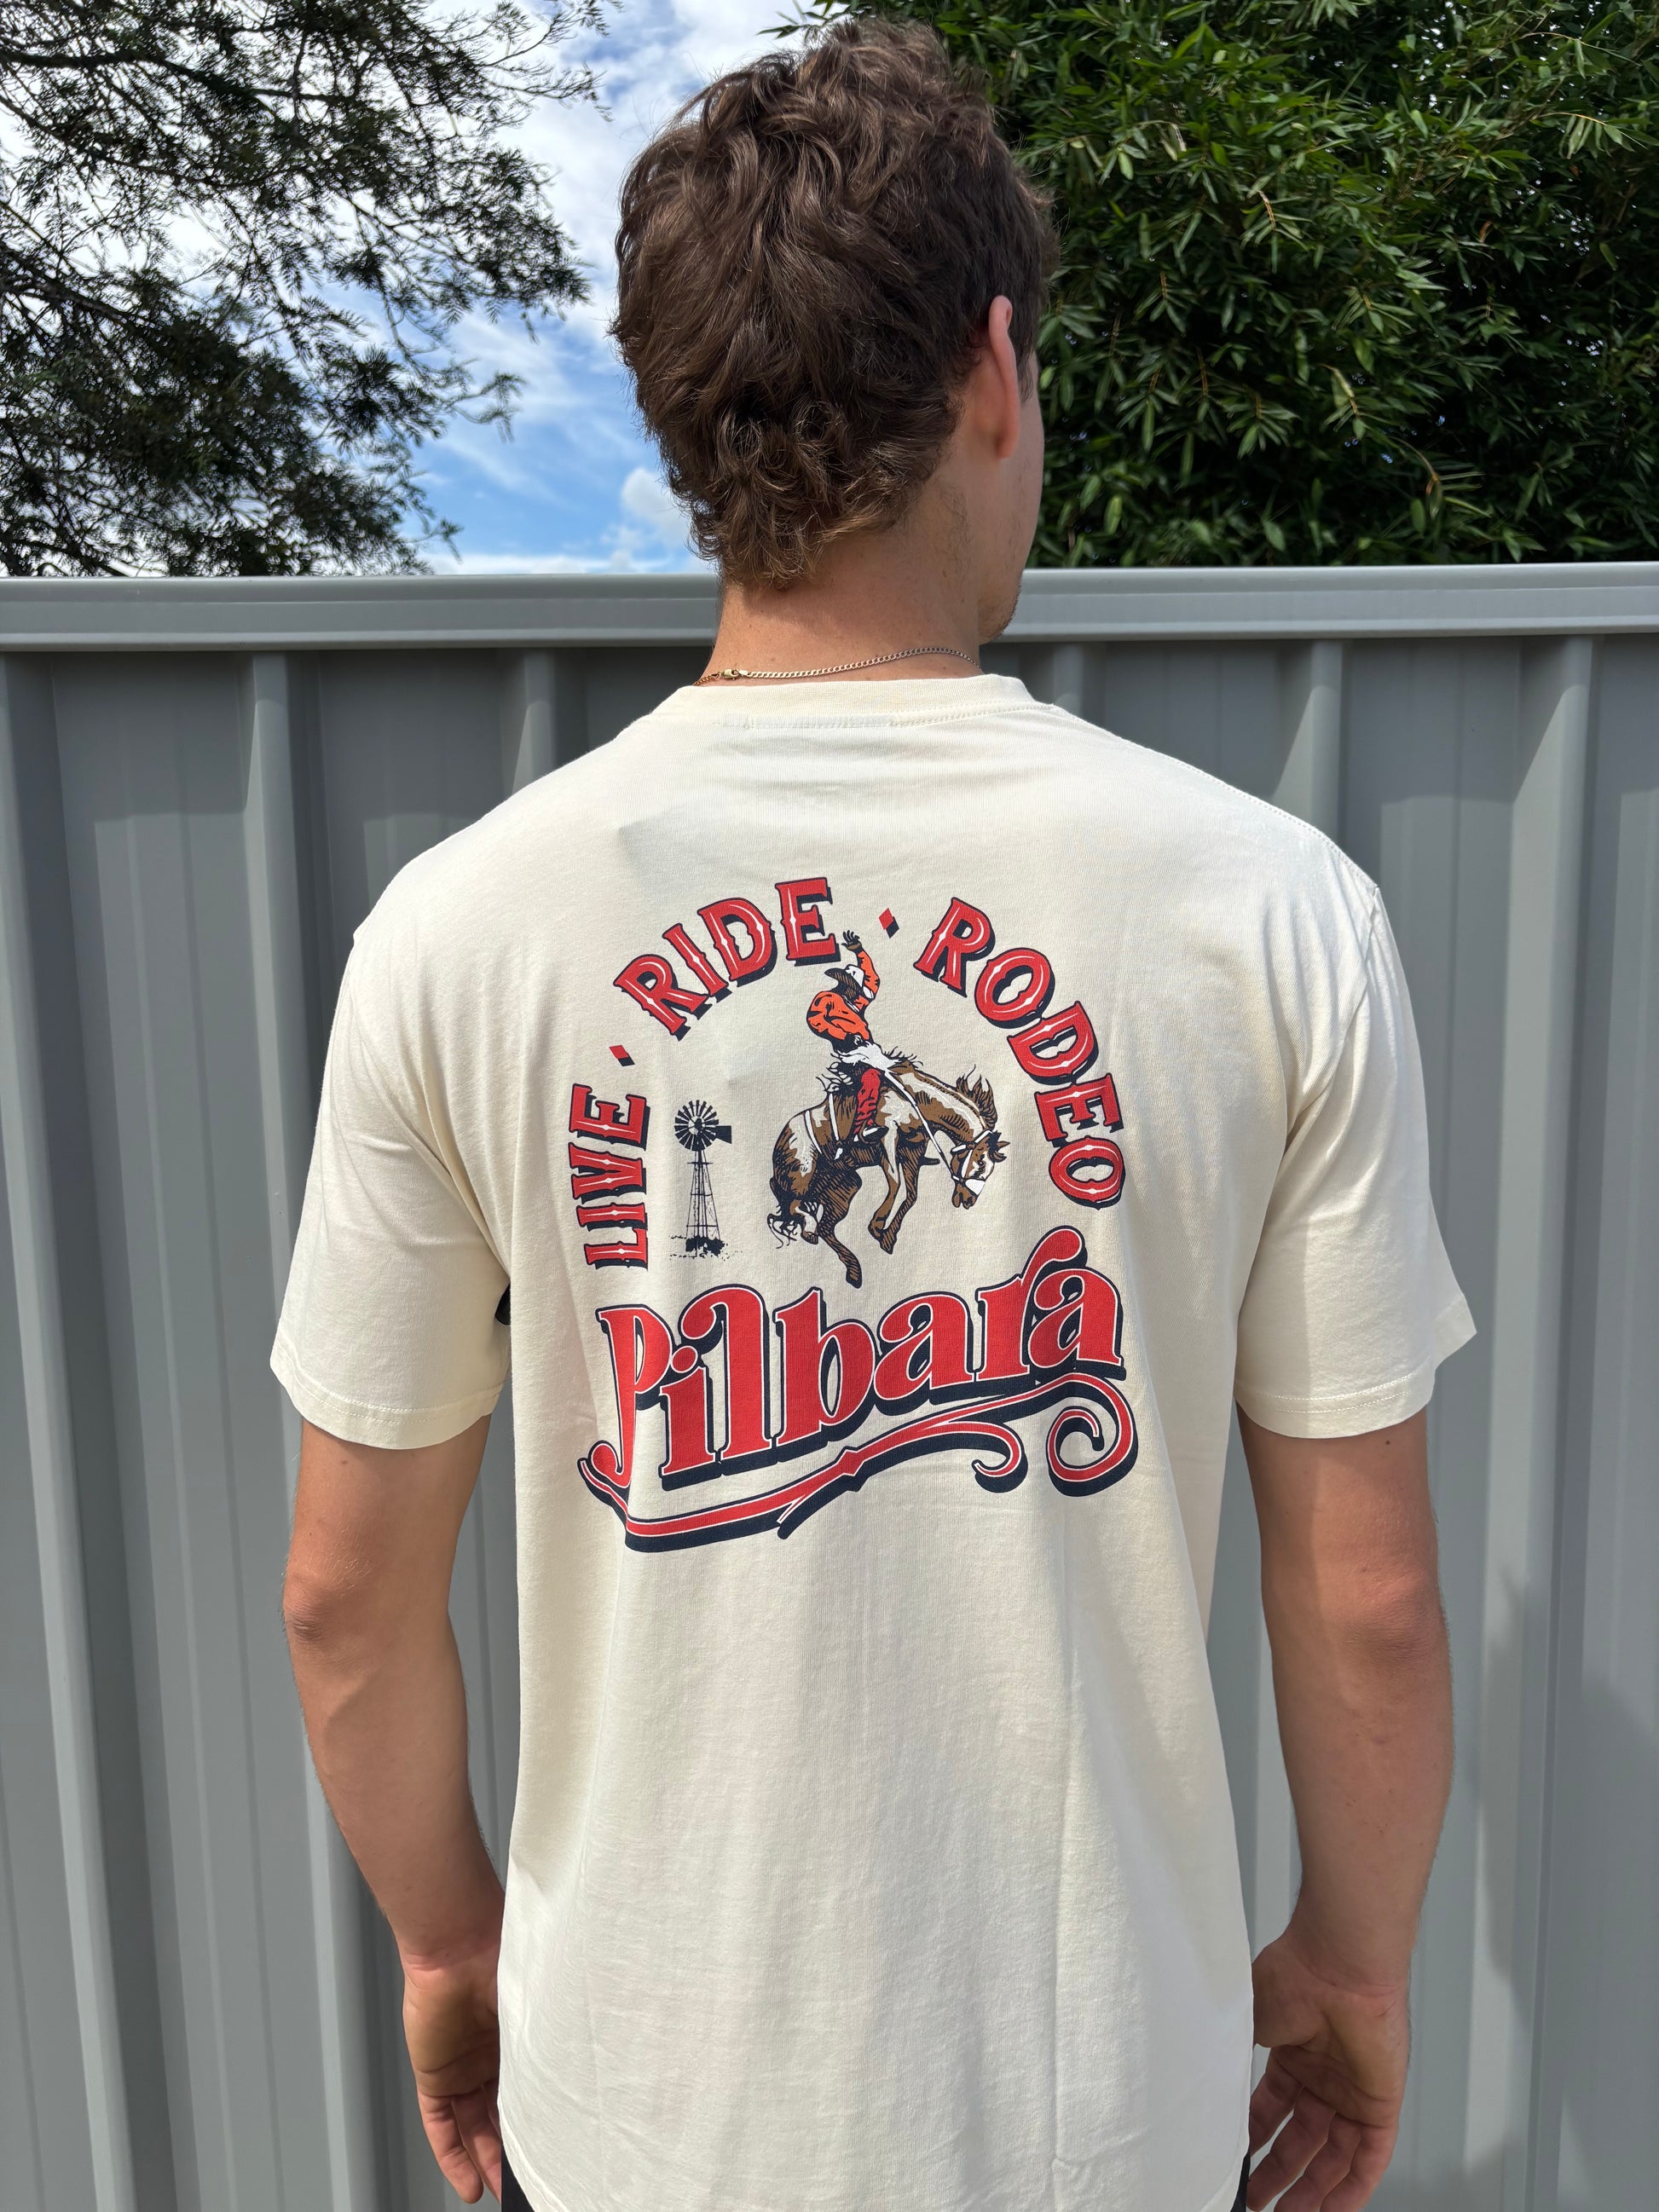 LIVE · RIDE · RODEO
Pilbara